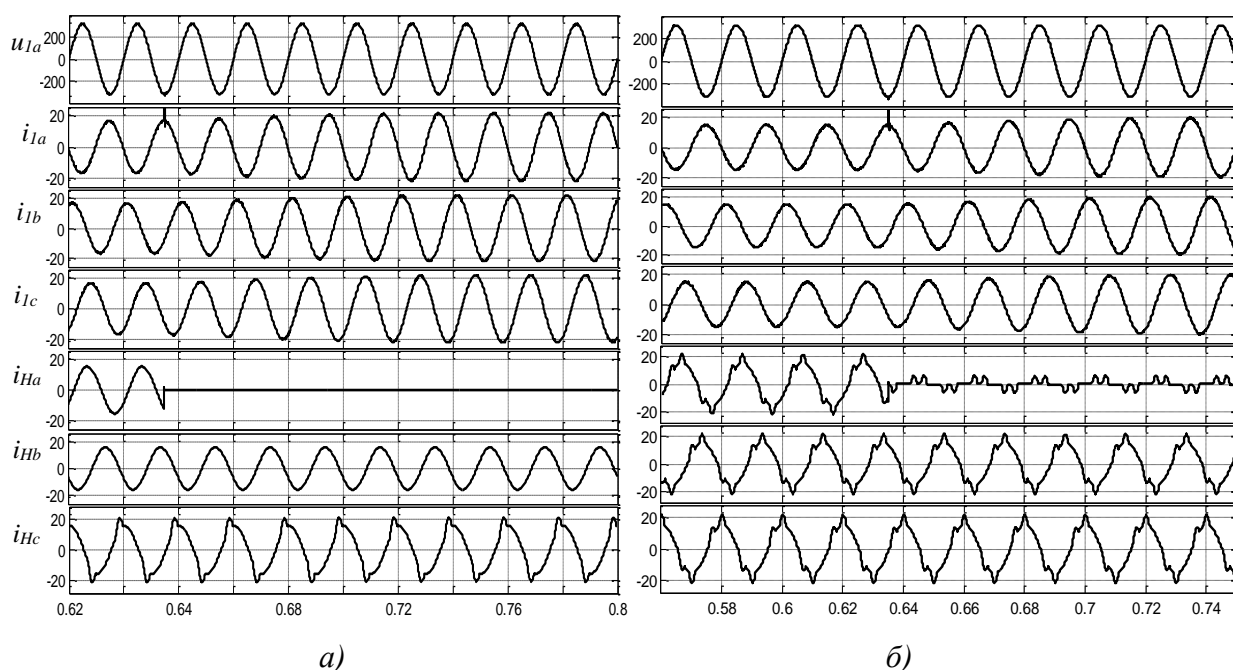 u1a 200 0 -200 200 0 -200
i1a 20 0 -20 20 0 -20
i1b 20 0 -20 20 0 -20
i1c 20 0 -20 20 0 -20
iHa 20 0 -20 20 0 -20
iHb 20 0 -20 20 0 -20
iHc 20 0 -20 20 0 -20
0.62 0.64 0.66 0.68 0.70 0.72 0.74 0.76 0.78 0.8
0.58 0.6 0.62 0.64 0.66 0.68 0.7 0.72 0.74
а) б)